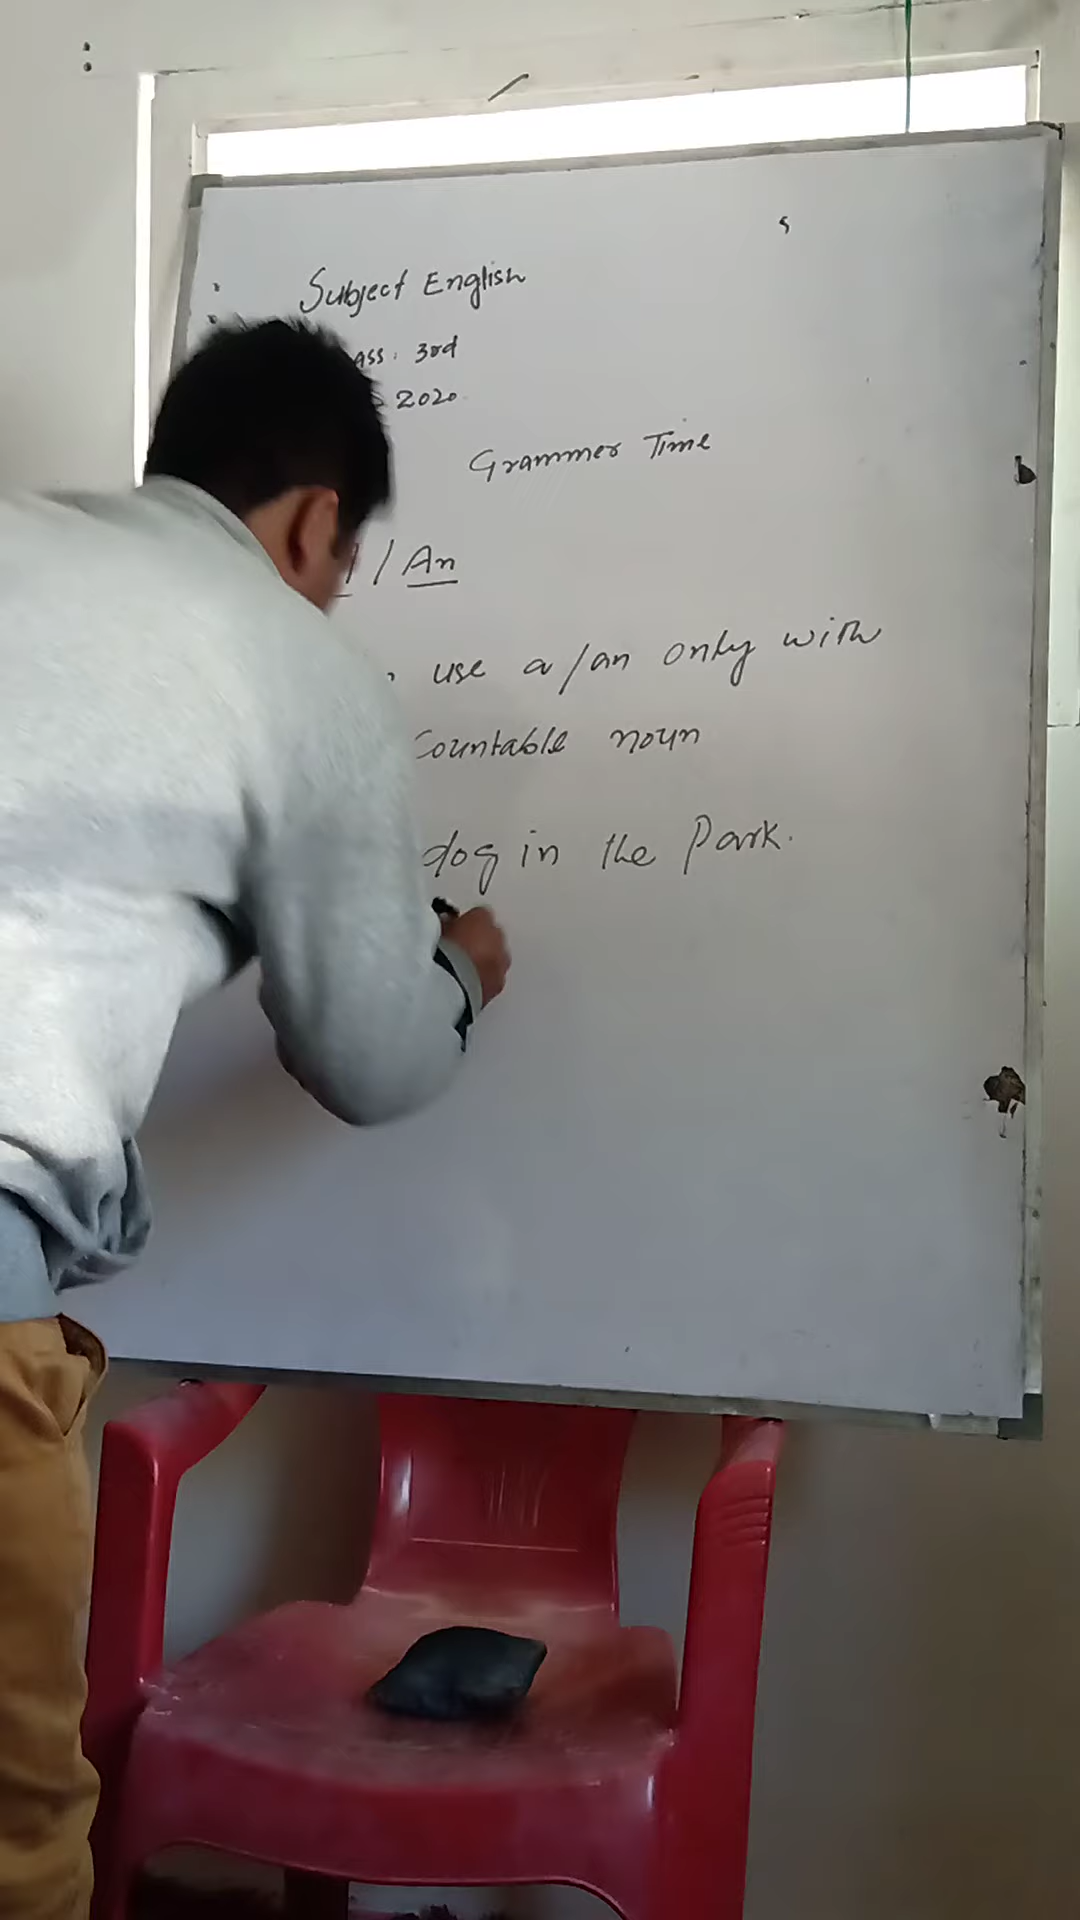 Subject English
ass: 3rd
2020
Grammer Time
/ An
use a/an only with
Countable noun
dog in the Park.